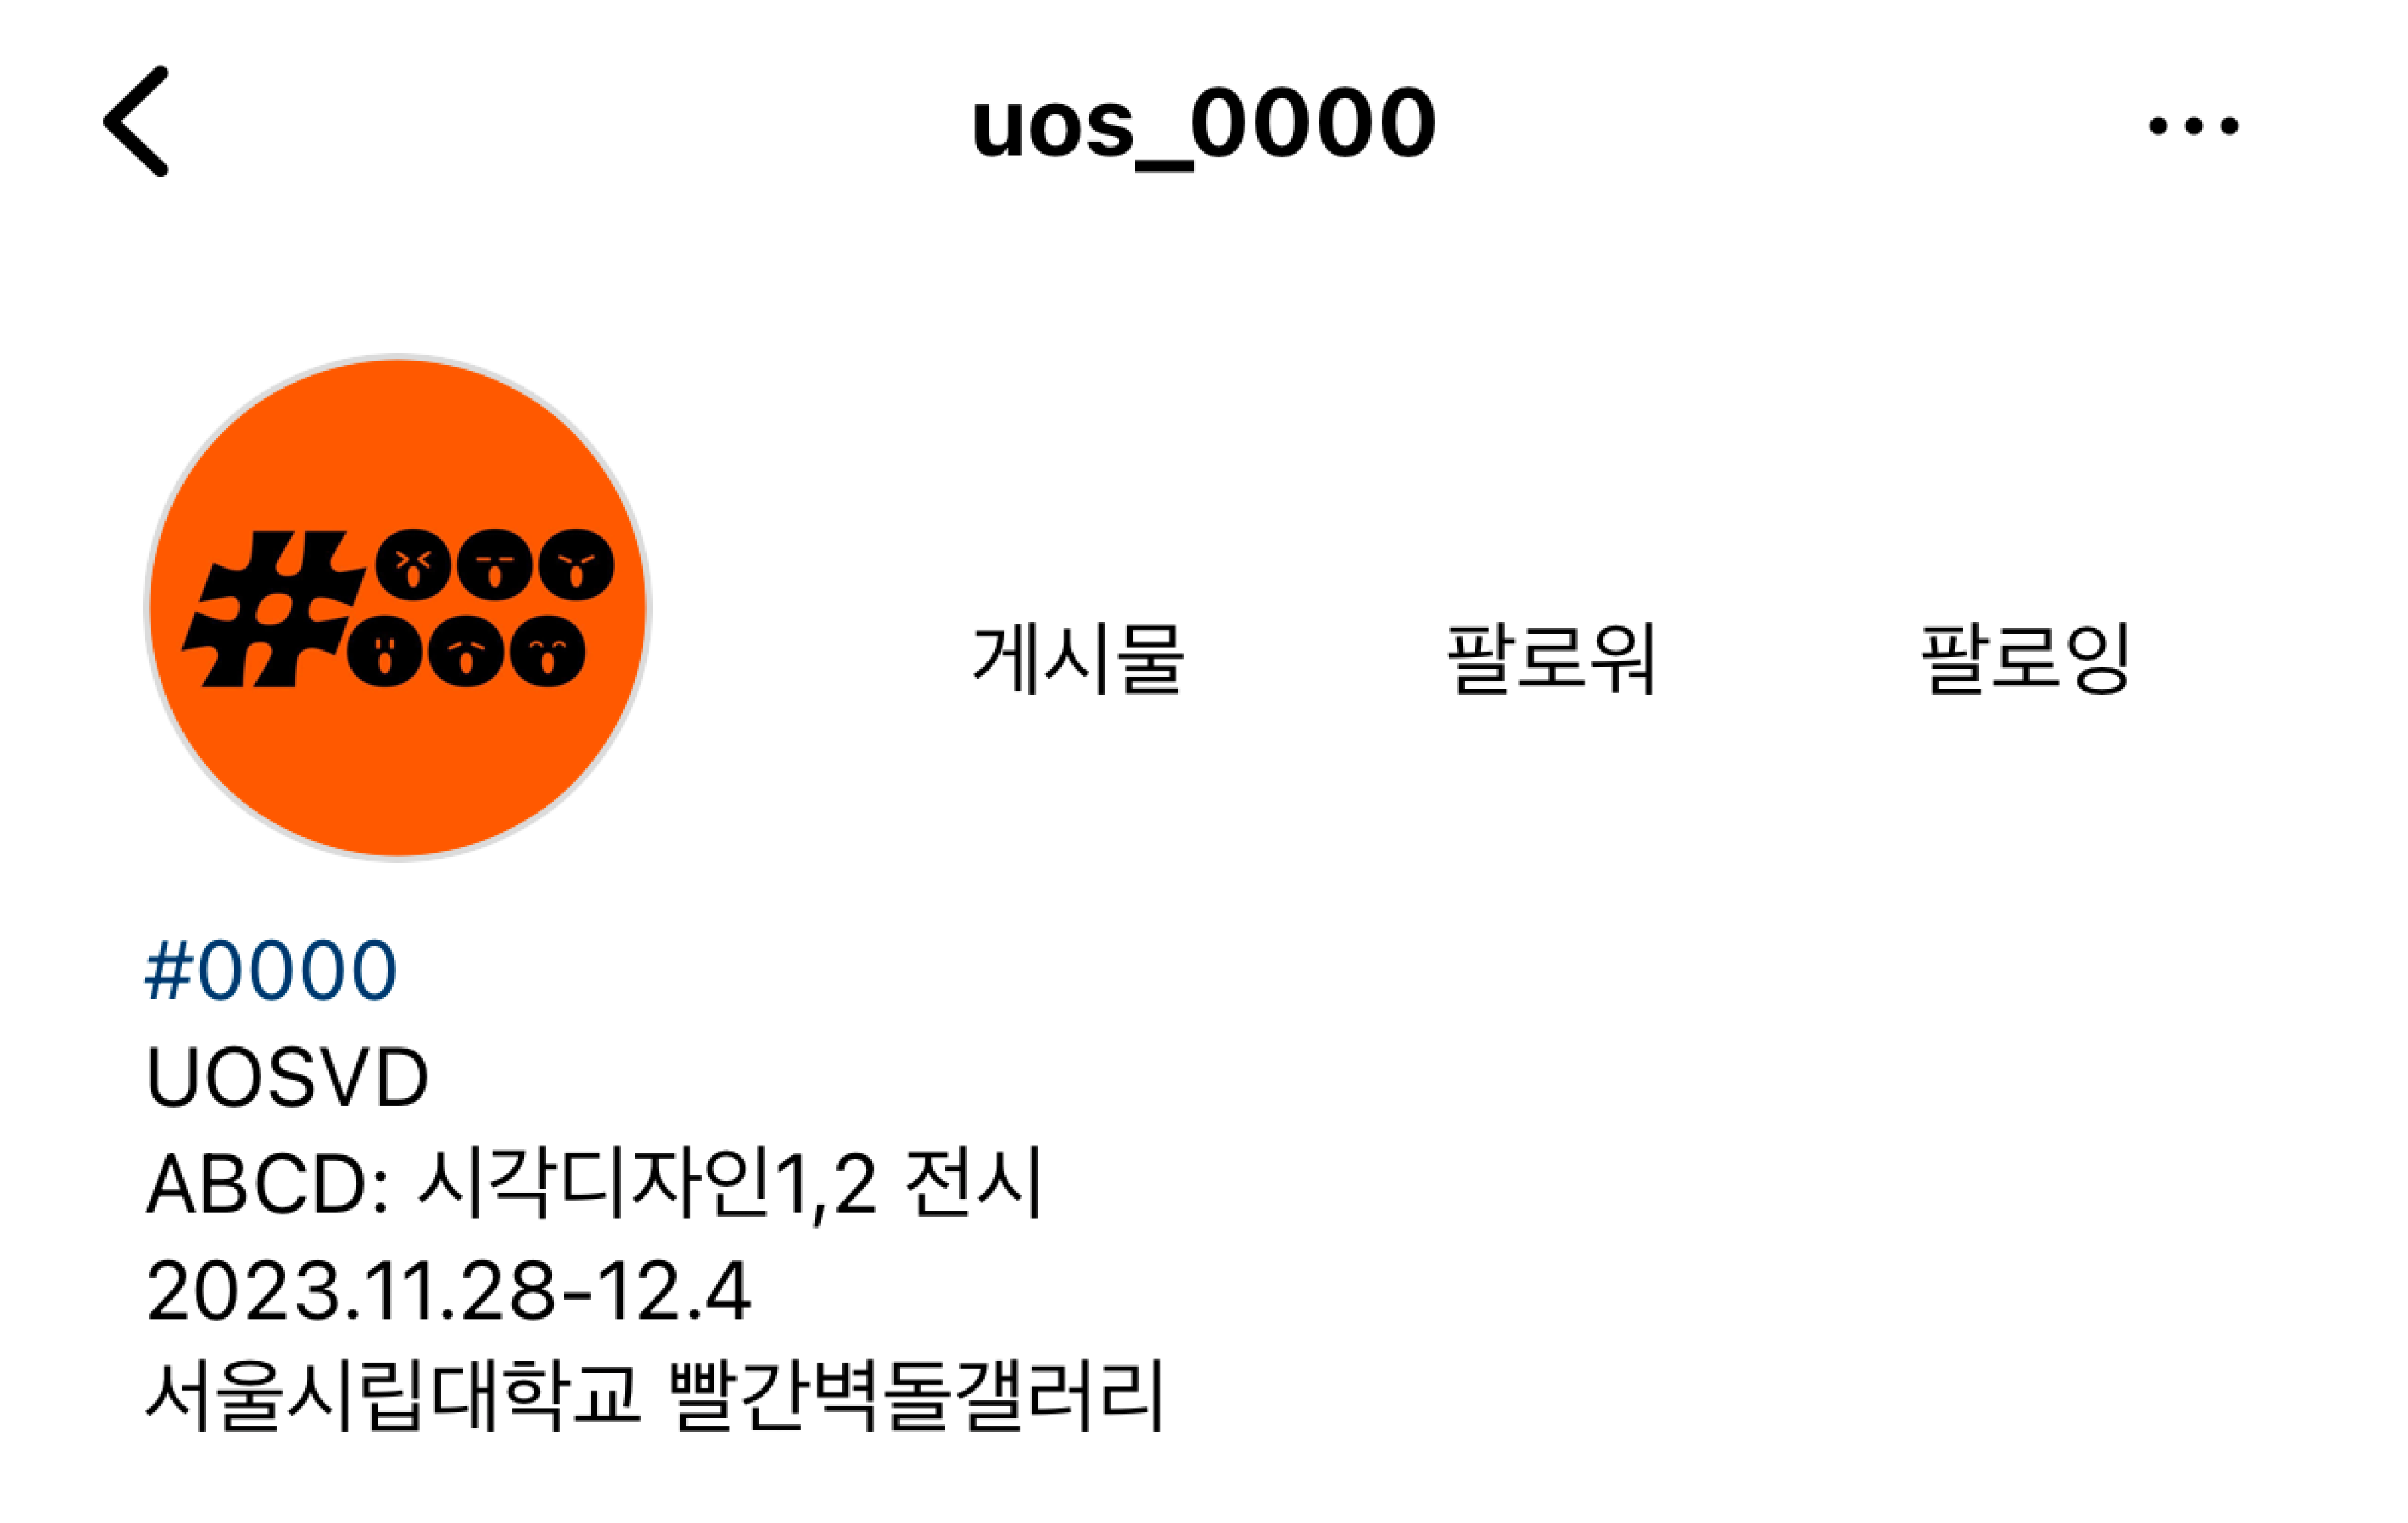 uos_0000
#
게시물 팔로워 팔로잉
#0000
UOSVD
ABCD: 시각디자인1,2 전시
2023.11.28-12.4
서울시립대학교 빨간벽돌갤러리